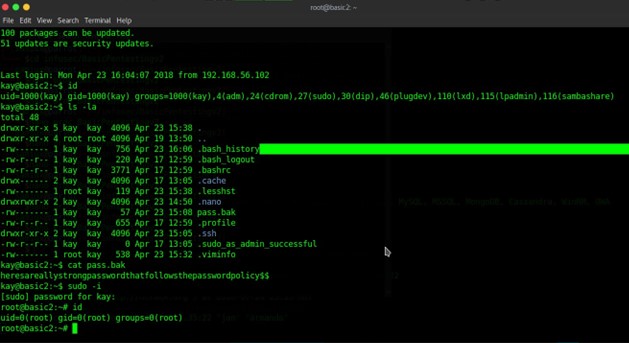 root@basic2: ~
File Edit View Search Terminal Help
100 packages can be updated.
51 updates are security updates.
Last login: Mon Apr 23 16:04:07 2018 from 192.168.56.102
kay@basic2:~$ id
uid=1000(kay) gid=1000(kay) groups=1000(kay),4(adm),24(cdrom),27(sudo),30(dip),46(plugdev),110(lxd),115(lpadmin),116(sambashare)
kay@basic2:~$ ls -la
total 48
drwxr-xr-x 5 kay kay 4096 Apr 23 15:38 .
drwxr-xr-x 4 root root 4096 Apr 19 13:50 ..
-rw------- 1 kay kay 756 Apr 23 16:06 .bash_history
-rw-r--r-- 1 kay kay 220 Apr 17 12:59 .bash_logout
-rw-r--r-- 1 kay kay 3771 Apr 17 12:59 .bashrc
drwx------ 2 kay kay 4096 Apr 17 13:05 .cache
-rw------- 1 root kay 119 Apr 23 15:38 .lesshst
drwxrwxr-x 2 kay kay 4096 Apr 23 14:50 .nano
-rw------- 1 kay kay 57 Apr 23 15:08 pass.bak
-rw-r--r-- 1 kay kay 655 Apr 17 12:59 .profile
drwxr-xr-x 2 kay kay 4096 Apr 23 15:05 .ssh
-rw-r--r-- 1 kay kay 0 Apr 17 13:05 .sudo_as_admin_successful
-rw------- 1 root kay 538 Apr 23 15:32 .viminfo
kay@basic2:~$ cat pass.bak
heresareallystrongpasswordthatfollowsthepasswordpolicy$$
kay@basic2:~$ sudo -i
[sudo] password for kay:
root@basic2:~# id
uid=0(root) gid=0(root) groups=0(root)
root@basic2:~#